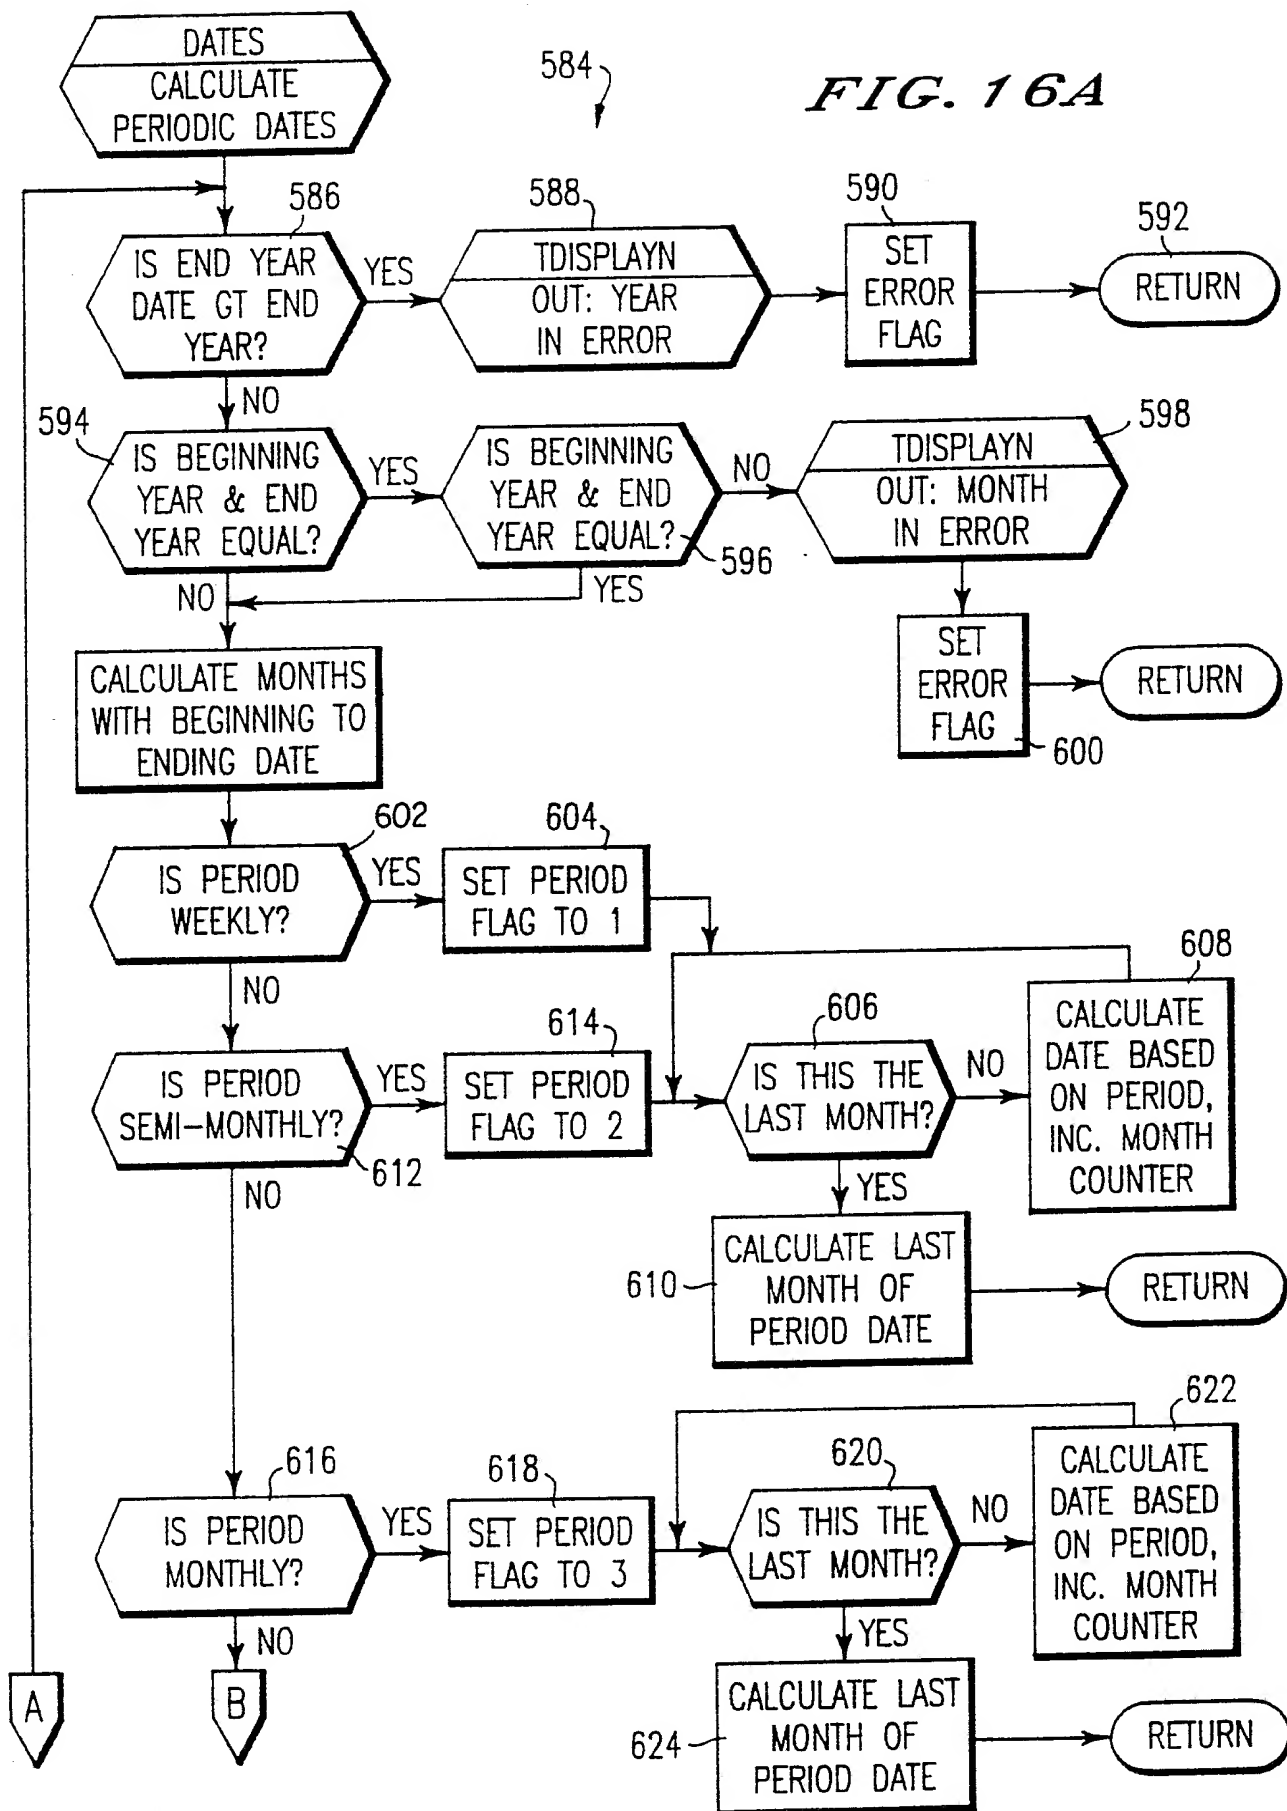 DATES
CALCULATE
PERIODIC DATES
584
FIG. 16A
586
IS END YEAR
DATE GT END
YEAR?
YES
588
TDISPLAYN
OUT: YEAR
IN ERROR
590
SET
ERROR
FLAG
592
RETURN
NO
594
IS BEGINNING
YEAR & END
YEAR EQUAL?
YES
IS BEGINNING
YEAR & END
YEAR EQUAL?
596
NO
598
TDISPLAYN
OUT: MONTH
IN ERROR
NO
YES
SET
ERROR
FLAG
600
RETURN
CALCULATE MONTHS
WITH BEGINNING TO
ENDING DATE
602
IS PERIOD
WEEKLY?
YES
604
SET PERIOD
FLAG TO 1
NO
606
IS THIS THE
LAST MONTH?
NO
608
CALCULATE
DATE BASED
ON PERIOD,
INC. MONTH
COUNTER
IS PERIOD
SEMI-MONTHLY?
612
YES
614
SET PERIOD
FLAG TO 2
NO
YES
610
CALCULATE LAST
MONTH OF
PERIOD DATE
RETURN
616
IS PERIOD
MONTHLY?
YES
618
SET PERIOD
FLAG TO 3
620
IS THIS THE
LAST MONTH?
NO
622
CALCULATE
DATE BASED
ON PERIOD,
INC. MONTH
COUNTER
NO
YES
A
B
624
CALCULATE LAST
MONTH OF
PERIOD DATE
RETURN